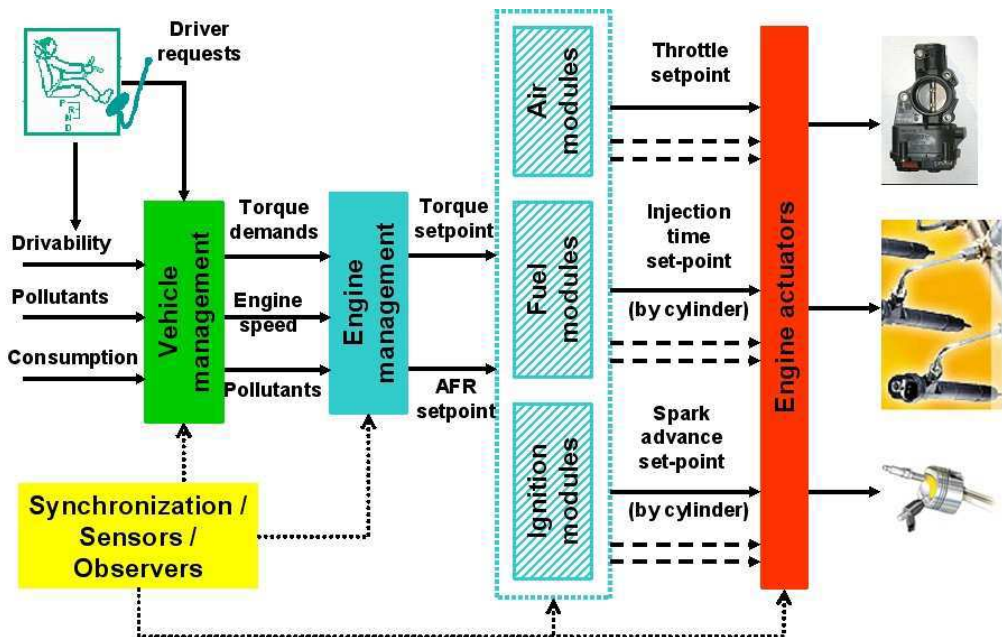 Driver
requests
P
R
N
D
Drivability
Pollutants
Consumption
Vehicle
management
Torque
demands
Engine
speed
Pollutants
Engine
management
Torque
setpoint
AFR
setpoint
Air
modules
Fuel
modules
Ignition
modules
Throttle
setpoint
Injection
time
set-point
(by cylinder)
Spark
advance
set-point
(by cylinder)
Engine actuators
Synchronization /
Sensors /
Observers